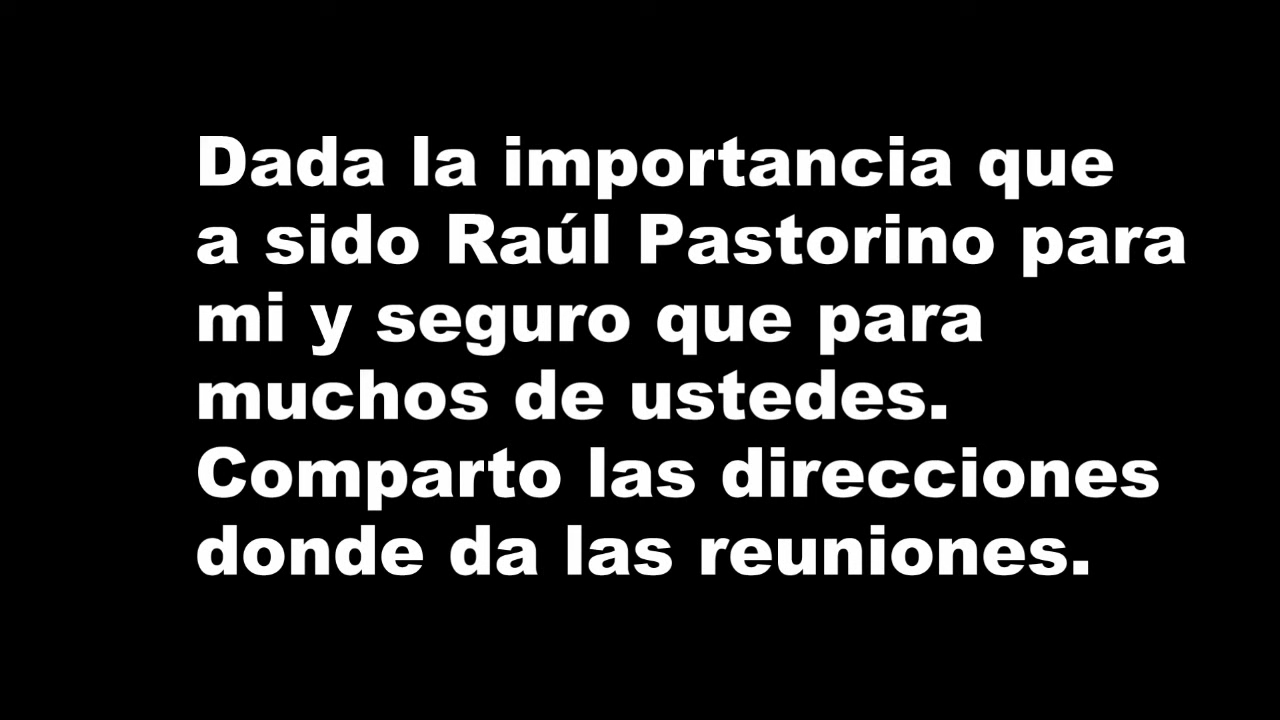 Dada la importancia que
a sido Raúl Pastorino para
mi y seguro que para
muchos de ustedes.
Comparto las direcciones
donde da las reuniones.